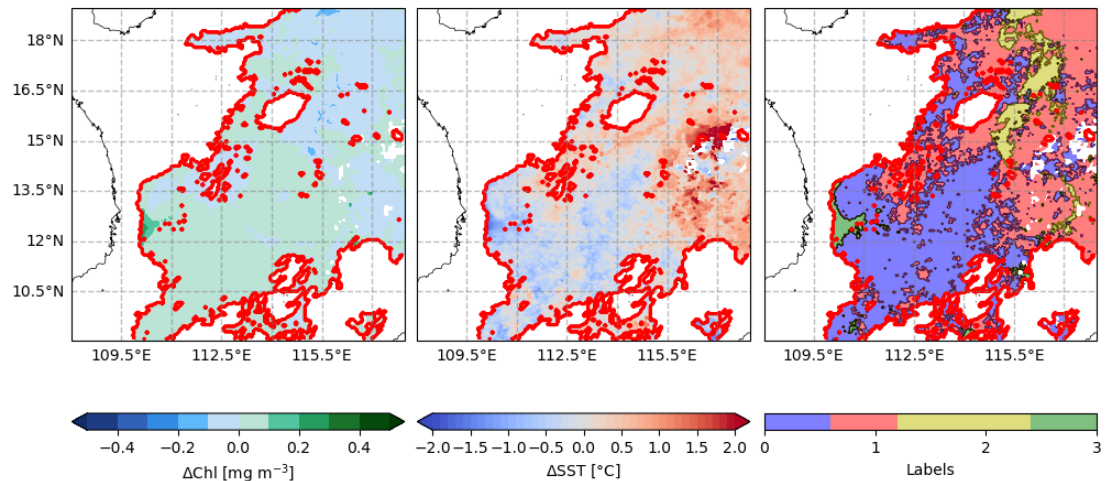 18°N
16.5°N
15°N
13.5°N
12°N
10.5°N
109.5°E 112.5°E 115.5°E 109.5°E 112.5°E 115.5°E 109.5°E 112.5°E 115.5°E
−0.4 −0.2 0.0 0.2 0.4 −2.0 −1.5 −1.0 −0.5 0.0 0.5 1.0 1.5 2.0 0 1 2 3
ΔChl [mg m⁻³] ΔSST [°C] Labels